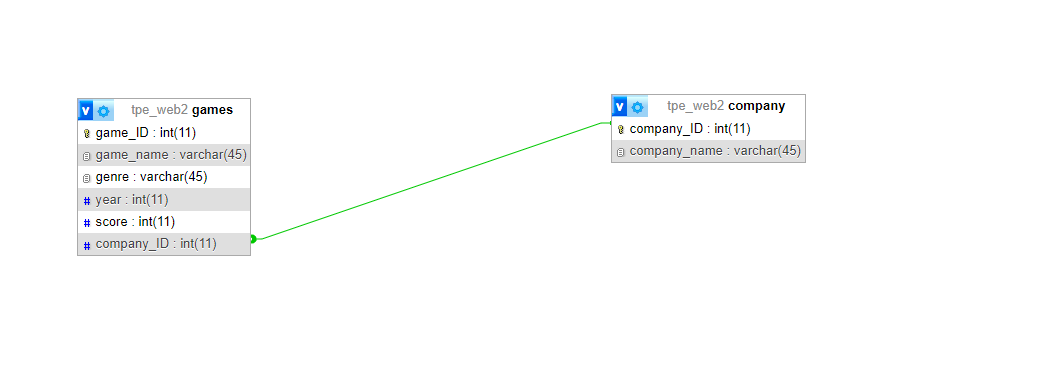 v tpe_web2 games
game_ID : int(11)
game_name : varchar(45)
genre : varchar(45)
# year : int(11)
# score : int(11)
# company_ID : int(11)
v tpe_web2 company
company_ID : int(11)
company_name : varchar(45)